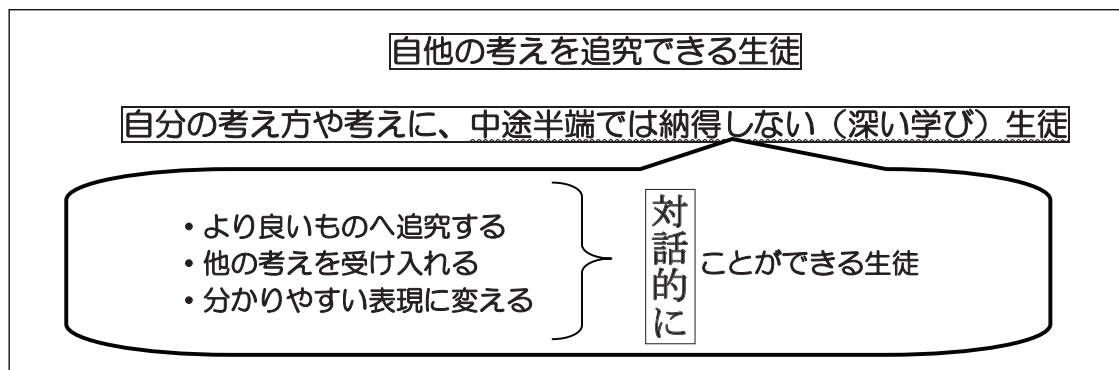 自他の考えを追究できる生徒
自分の考え方や考えに、中途半端では納得しない（深い学び）生徒
・より良いものへ追究する
・他の考えを受け入れる
・分かりやすい表現に変える
対話的に
ことができる生徒